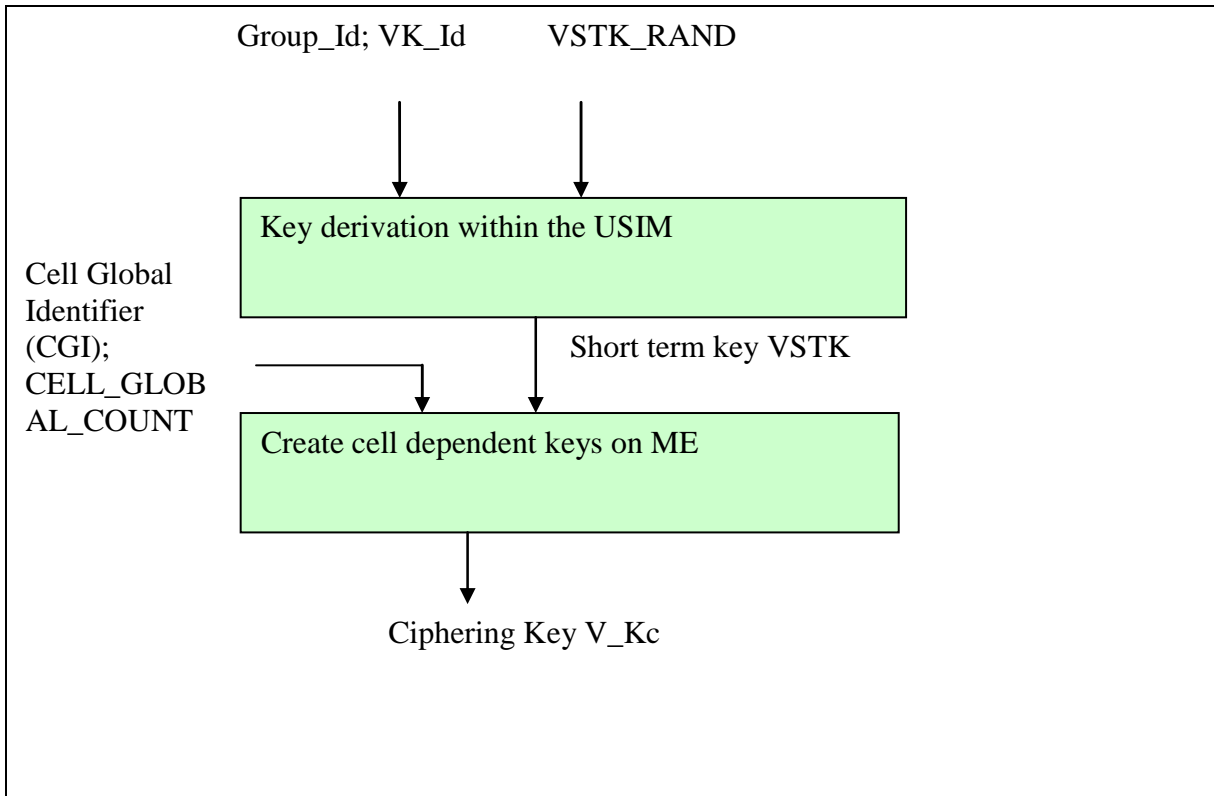 Group_Id; VK_Id VSTK_RAND
Key derivation within the USIM
Cell Global
Identifier
(CGI);
CELL_GLOB
AL_COUNT
Short term key VSTK
Create cell dependent keys on ME
Ciphering Key V_Kc